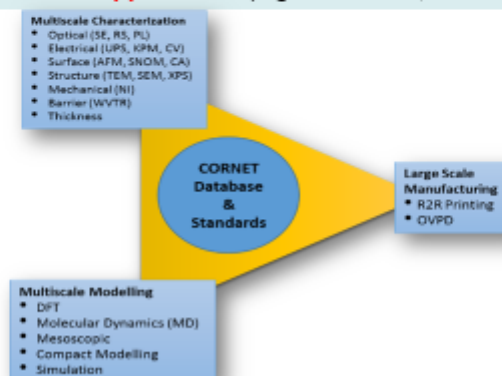 Multiscale Characterization
• Optical (SE, RS, PL)
• Electrical (UPS, KPM, CV)
• Surface (AFM, SNOM, CA)
• Structure (TEM, SEM, XPS)
• Mechanical (NI)
• Barrier (WVTR)
• Thickness
CORNET
Database
&
Standards
Large Scale
Manufacturing
• R2R Printing
• OVPD
Multiscale Modelling
• DFT
• Molecular Dynamics (MD)
• Mesoscopic
• Compact Modelling
• Simulation